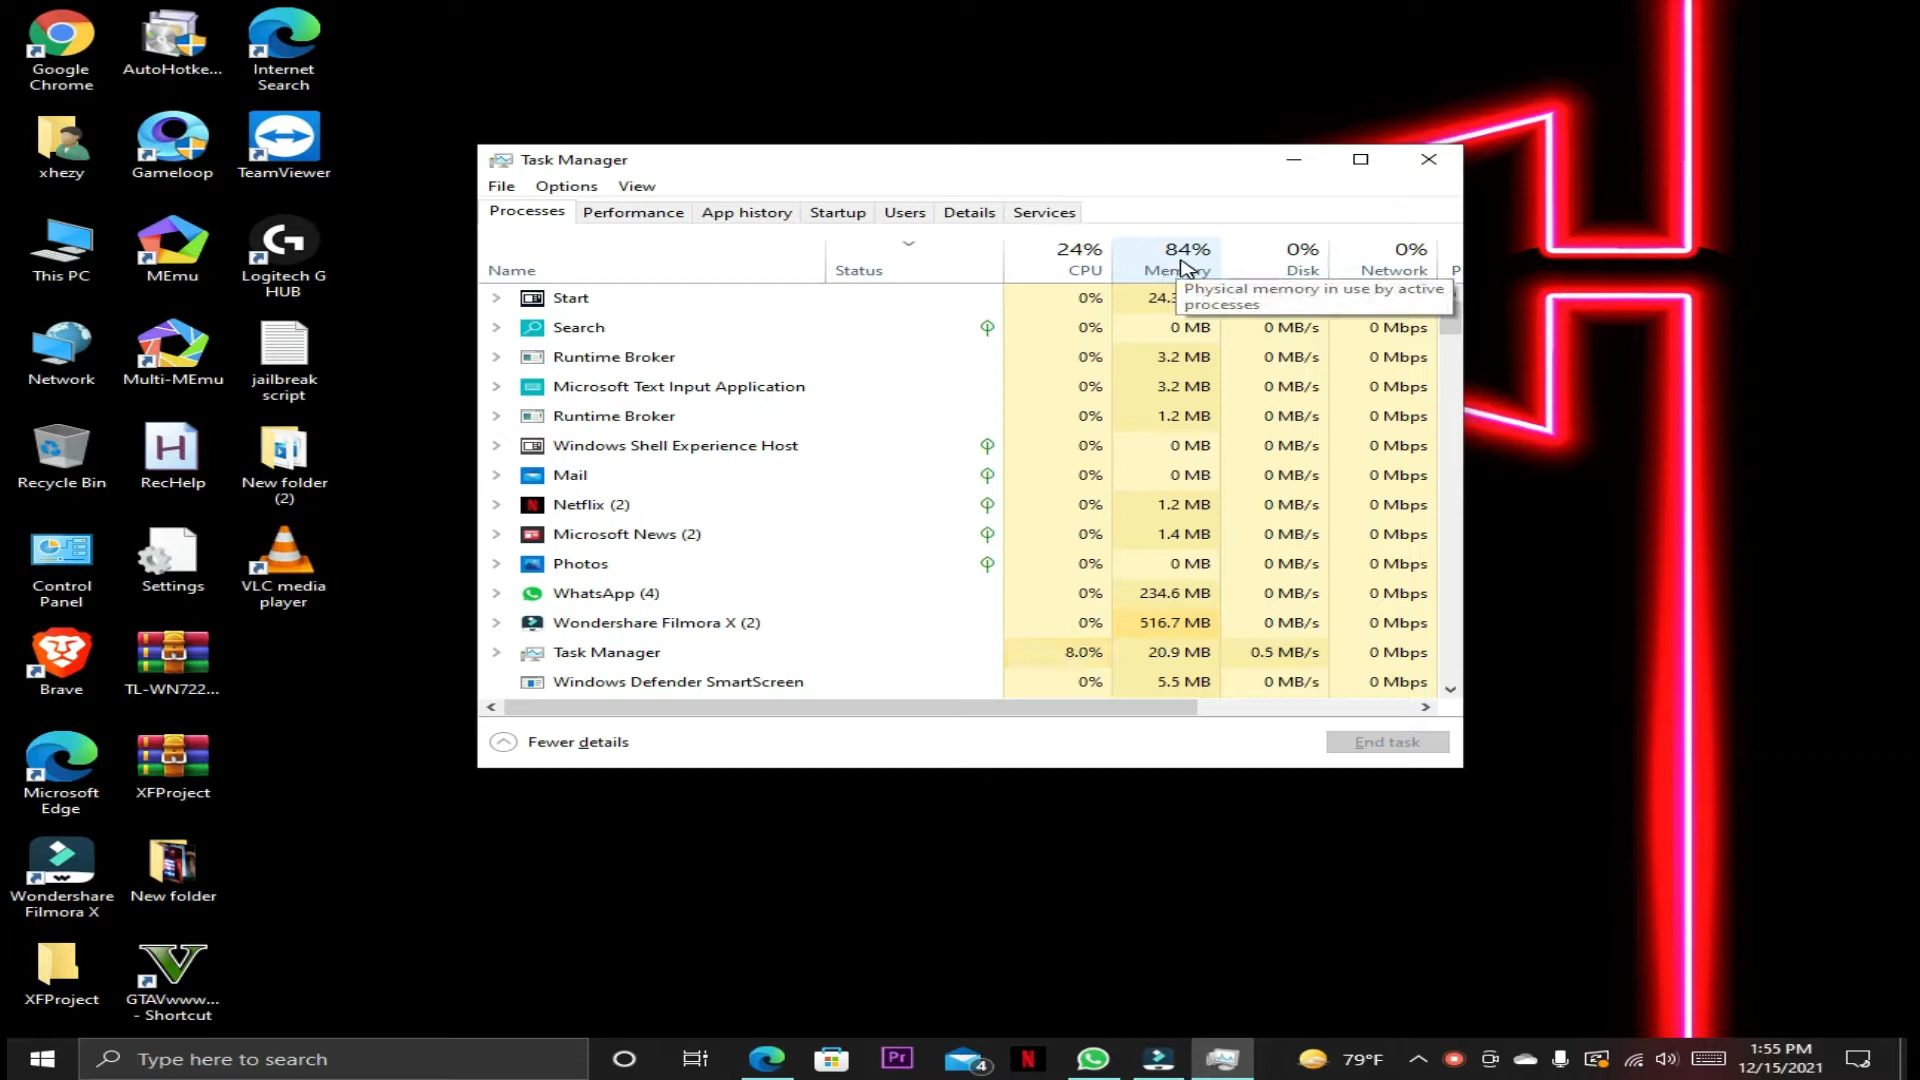 Google
Chrome
AutoHotke...
Internet
Search
xhezy
Gameloop
TeamViewer
This PC
MEmu
Logitech G
HUB
Network
Multi-MEmu
jailbreak
script
Recycle Bin
RecHelp
New folder
(2)
Control
Panel
Settings
VLC media
player
Brave
TL-WN722...
Microsoft
Edge
XFProject
Wondershare
Filmora X
New folder
XFProject
GTAVwww...
- Shortcut
Task Manager
File Options View
Processes Performance App history Startup Users Details Services
24% 84% 0% 0%
Name Status CPU Memory Disk Network P
Physical memory in use by active
processes
Start 0% 24.3
Search 0% 0 MB 0 MB/s 0 Mbps
Runtime Broker 0% 3.2 MB 0 MB/s 0 Mbps
Microsoft Text Input Application 0% 3.2 MB 0 MB/s 0 Mbps
Runtime Broker 0% 1.2 MB 0 MB/s 0 Mbps
Windows Shell Experience Host 0% 0 MB 0 MB/s 0 Mbps
Mail 0% 0 MB 0 MB/s 0 Mbps
Netflix (2) 0% 1.2 MB 0 MB/s 0 Mbps
Microsoft News (2) 0% 1.4 MB 0 MB/s 0 Mbps
Photos 0% 0 MB 0 MB/s 0 Mbps
WhatsApp (4) 0% 234.6 MB 0 MB/s 0 Mbps
Wondershare Filmora X (2) 0% 516.7 MB 0 MB/s 0 Mbps
Task Manager 8.0% 20.9 MB 0.5 MB/s 0 Mbps
Windows Defender SmartScreen 0% 5.5 MB 0 MB/s 0 Mbps
Fewer details End task
Type here to search Pr 4 N 79°F 1:55 PM
12/15/2021